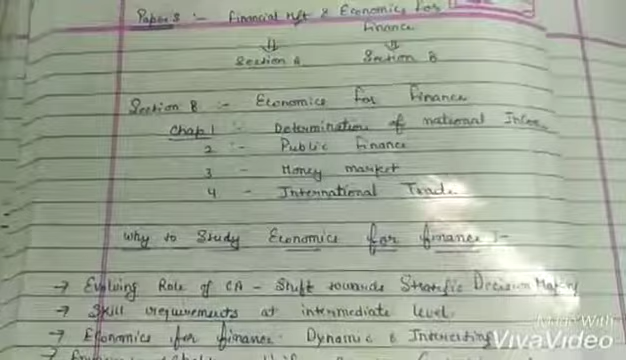 Paper 8 :- Financial Mgt & Economics For Finance
Section A Section B
Section B :- Economics for Finance
Chap 1 :- Determination of national Income
2 :- Public Finance
3 - Money market
4 - International Trade
Why to Study Economics for finance :-
→ Evolving Role of CA - Shift towards Strategic Decision Making
→ Skill requirements at intermediate level.
→ Economics for finance - Dynamic & Interesting
Made With
VivaVideo